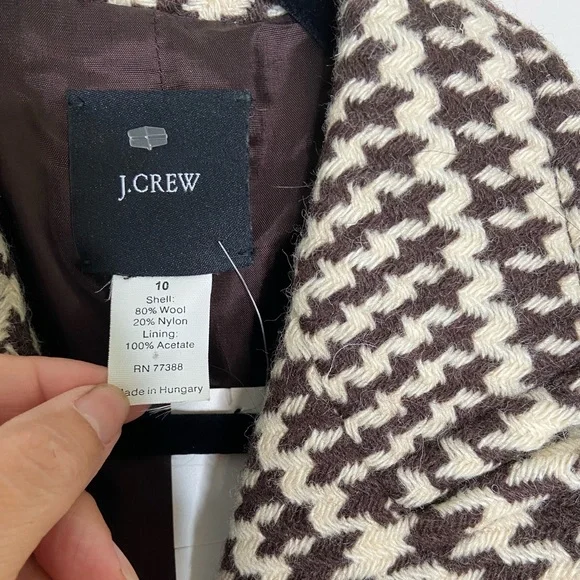 J.CREW
10
Shell:
80% Wool
20% Nylon
Lining:
100% Acetate
RN 77388
Made in Hungary